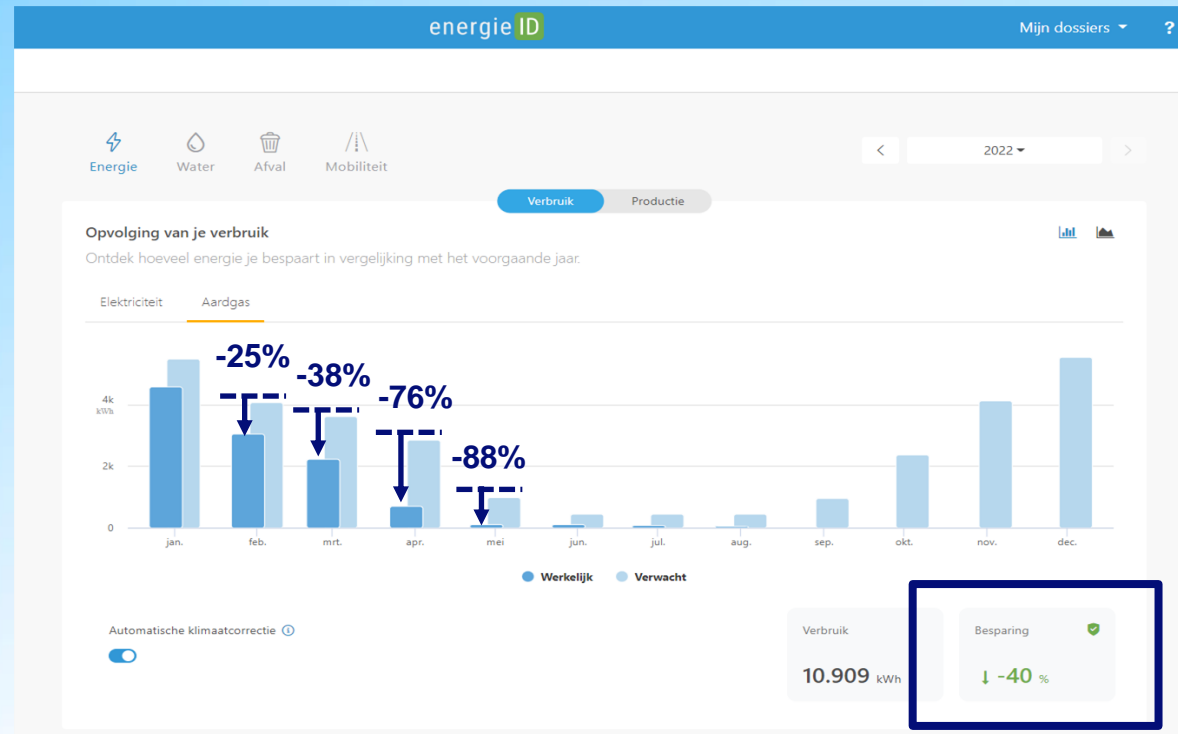 energieID
Mijn dossiers ?
Energie Water Afval Mobiliteit
< 2022 >
Verbruik Productie
Opvolging van je verbruik
Ontdek hoeveel energie je bespaart in vergelijking met het voorgaande jaar.
Elektriciteit Aardgas
-25%
-38%
-76%
-88%
4k
kWh
2k
0
jan. feb. mrt. apr. mei jun. jul. aug. sep. okt. nov. dec.
Werkelijk Verwacht
Automatische klimaatcorrectie i
Verbruik
10.909 kWh
Besparing
-40 %